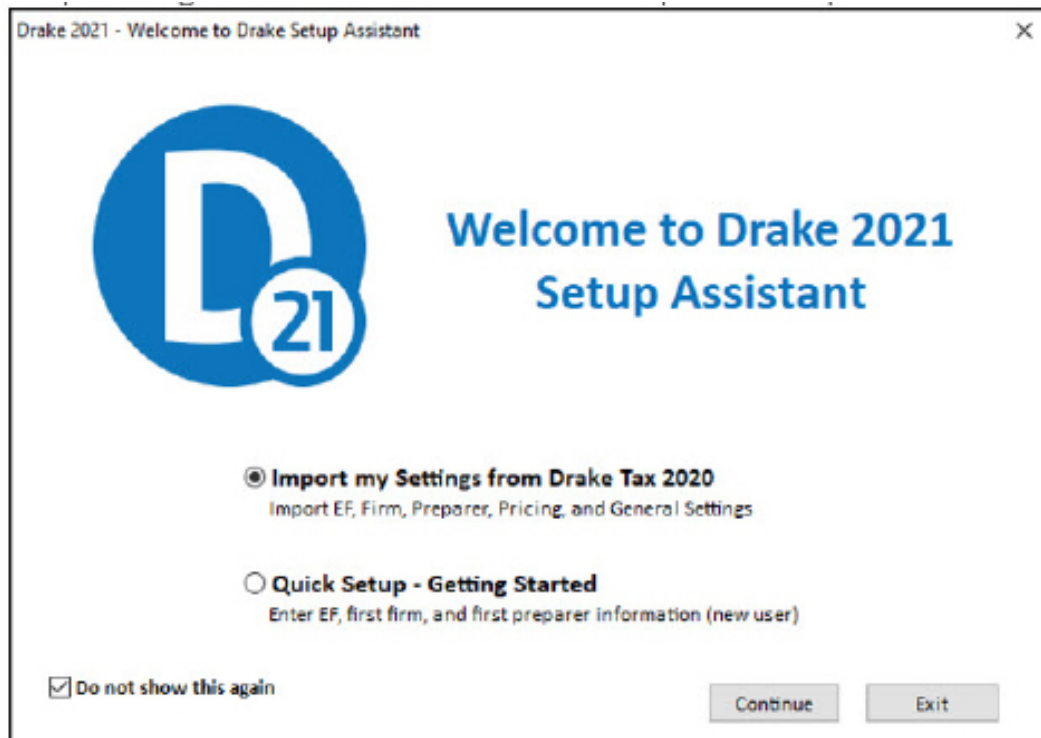 Drake 2021 - Welcome to Drake Setup Assistant
D
21
Welcome to Drake 2021
Setup Assistant
Import my Settings from Drake Tax 2020
Import EF, Firm, Preparer, Pricing, and General Settings
Quick Setup - Getting Started
Enter EF, first firm, and first preparer information (new user)
Do not show this again
Continue Exit